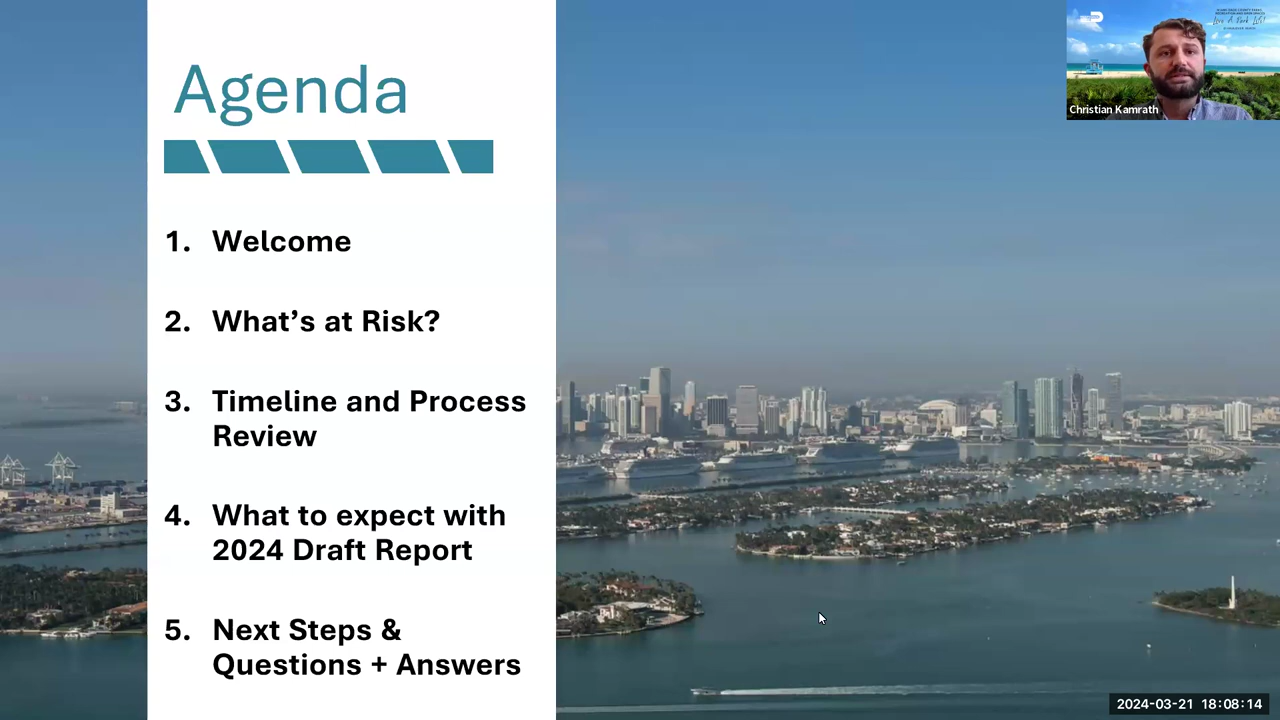 Agenda
1. Welcome
2. What's at Risk?
3. Timeline and Process
Review
4. What to expect with
2024 Draft Report
5. Next Steps &
Questions + Answers
Christian Kamrath
2024-03-21 18:08:14